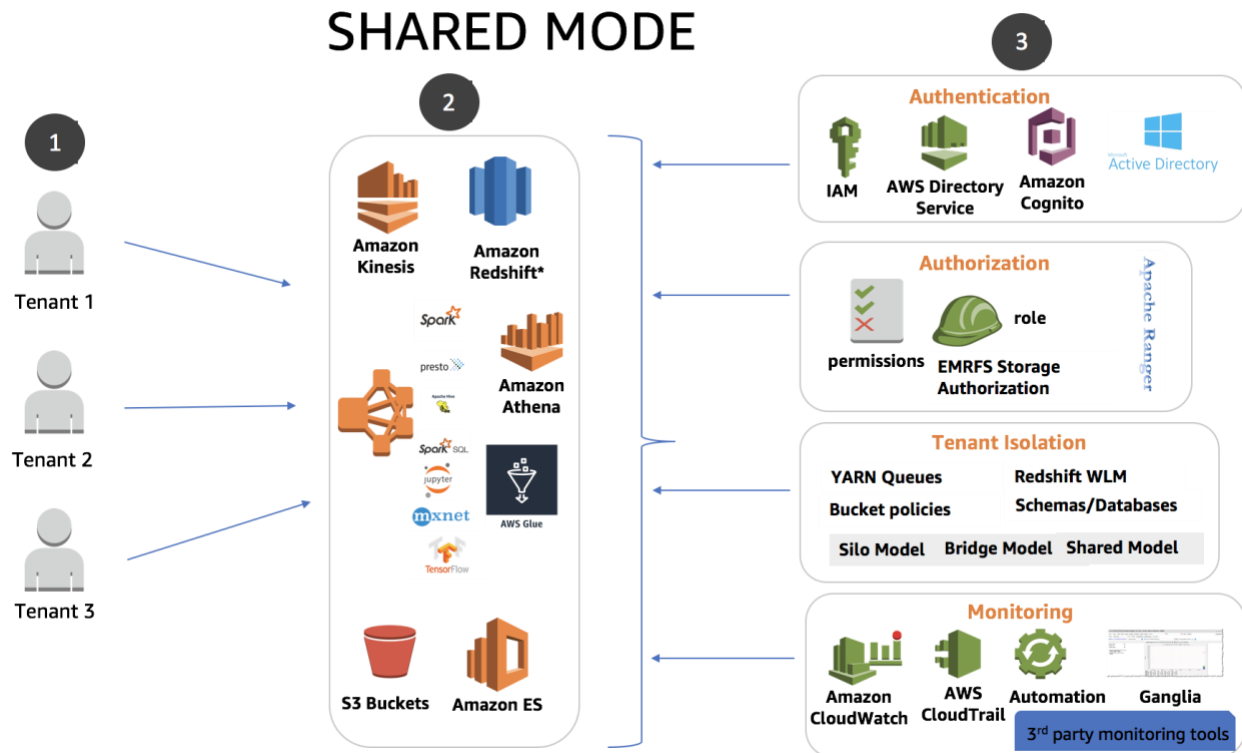 SHARED MODE
1
Tenant 1
Tenant 2
Tenant 3
2
Amazon
Kinesis
Amazon
Redshift*
Spark
presto
Apache Hive
Amazon
Athena
Spark SQL
jupyter
mxnet
TensorFlow
AWS Glue
S3 Buckets
Amazon ES
3
Authentication
IAM
AWS Directory
Service
Amazon
Cognito
Microsoft
Active Directory
Authorization
permissions
role
EMRFS Storage
Authorization
Apache Ranger
Tenant Isolation
YARN Queues
Redshift WLM
Bucket policies
Schemas/Databases
Silo Model
Bridge Model
Shared Model
Monitoring
Amazon
CloudWatch
AWS
CloudTrail
Automation
Ganglia
3rd party monitoring tools